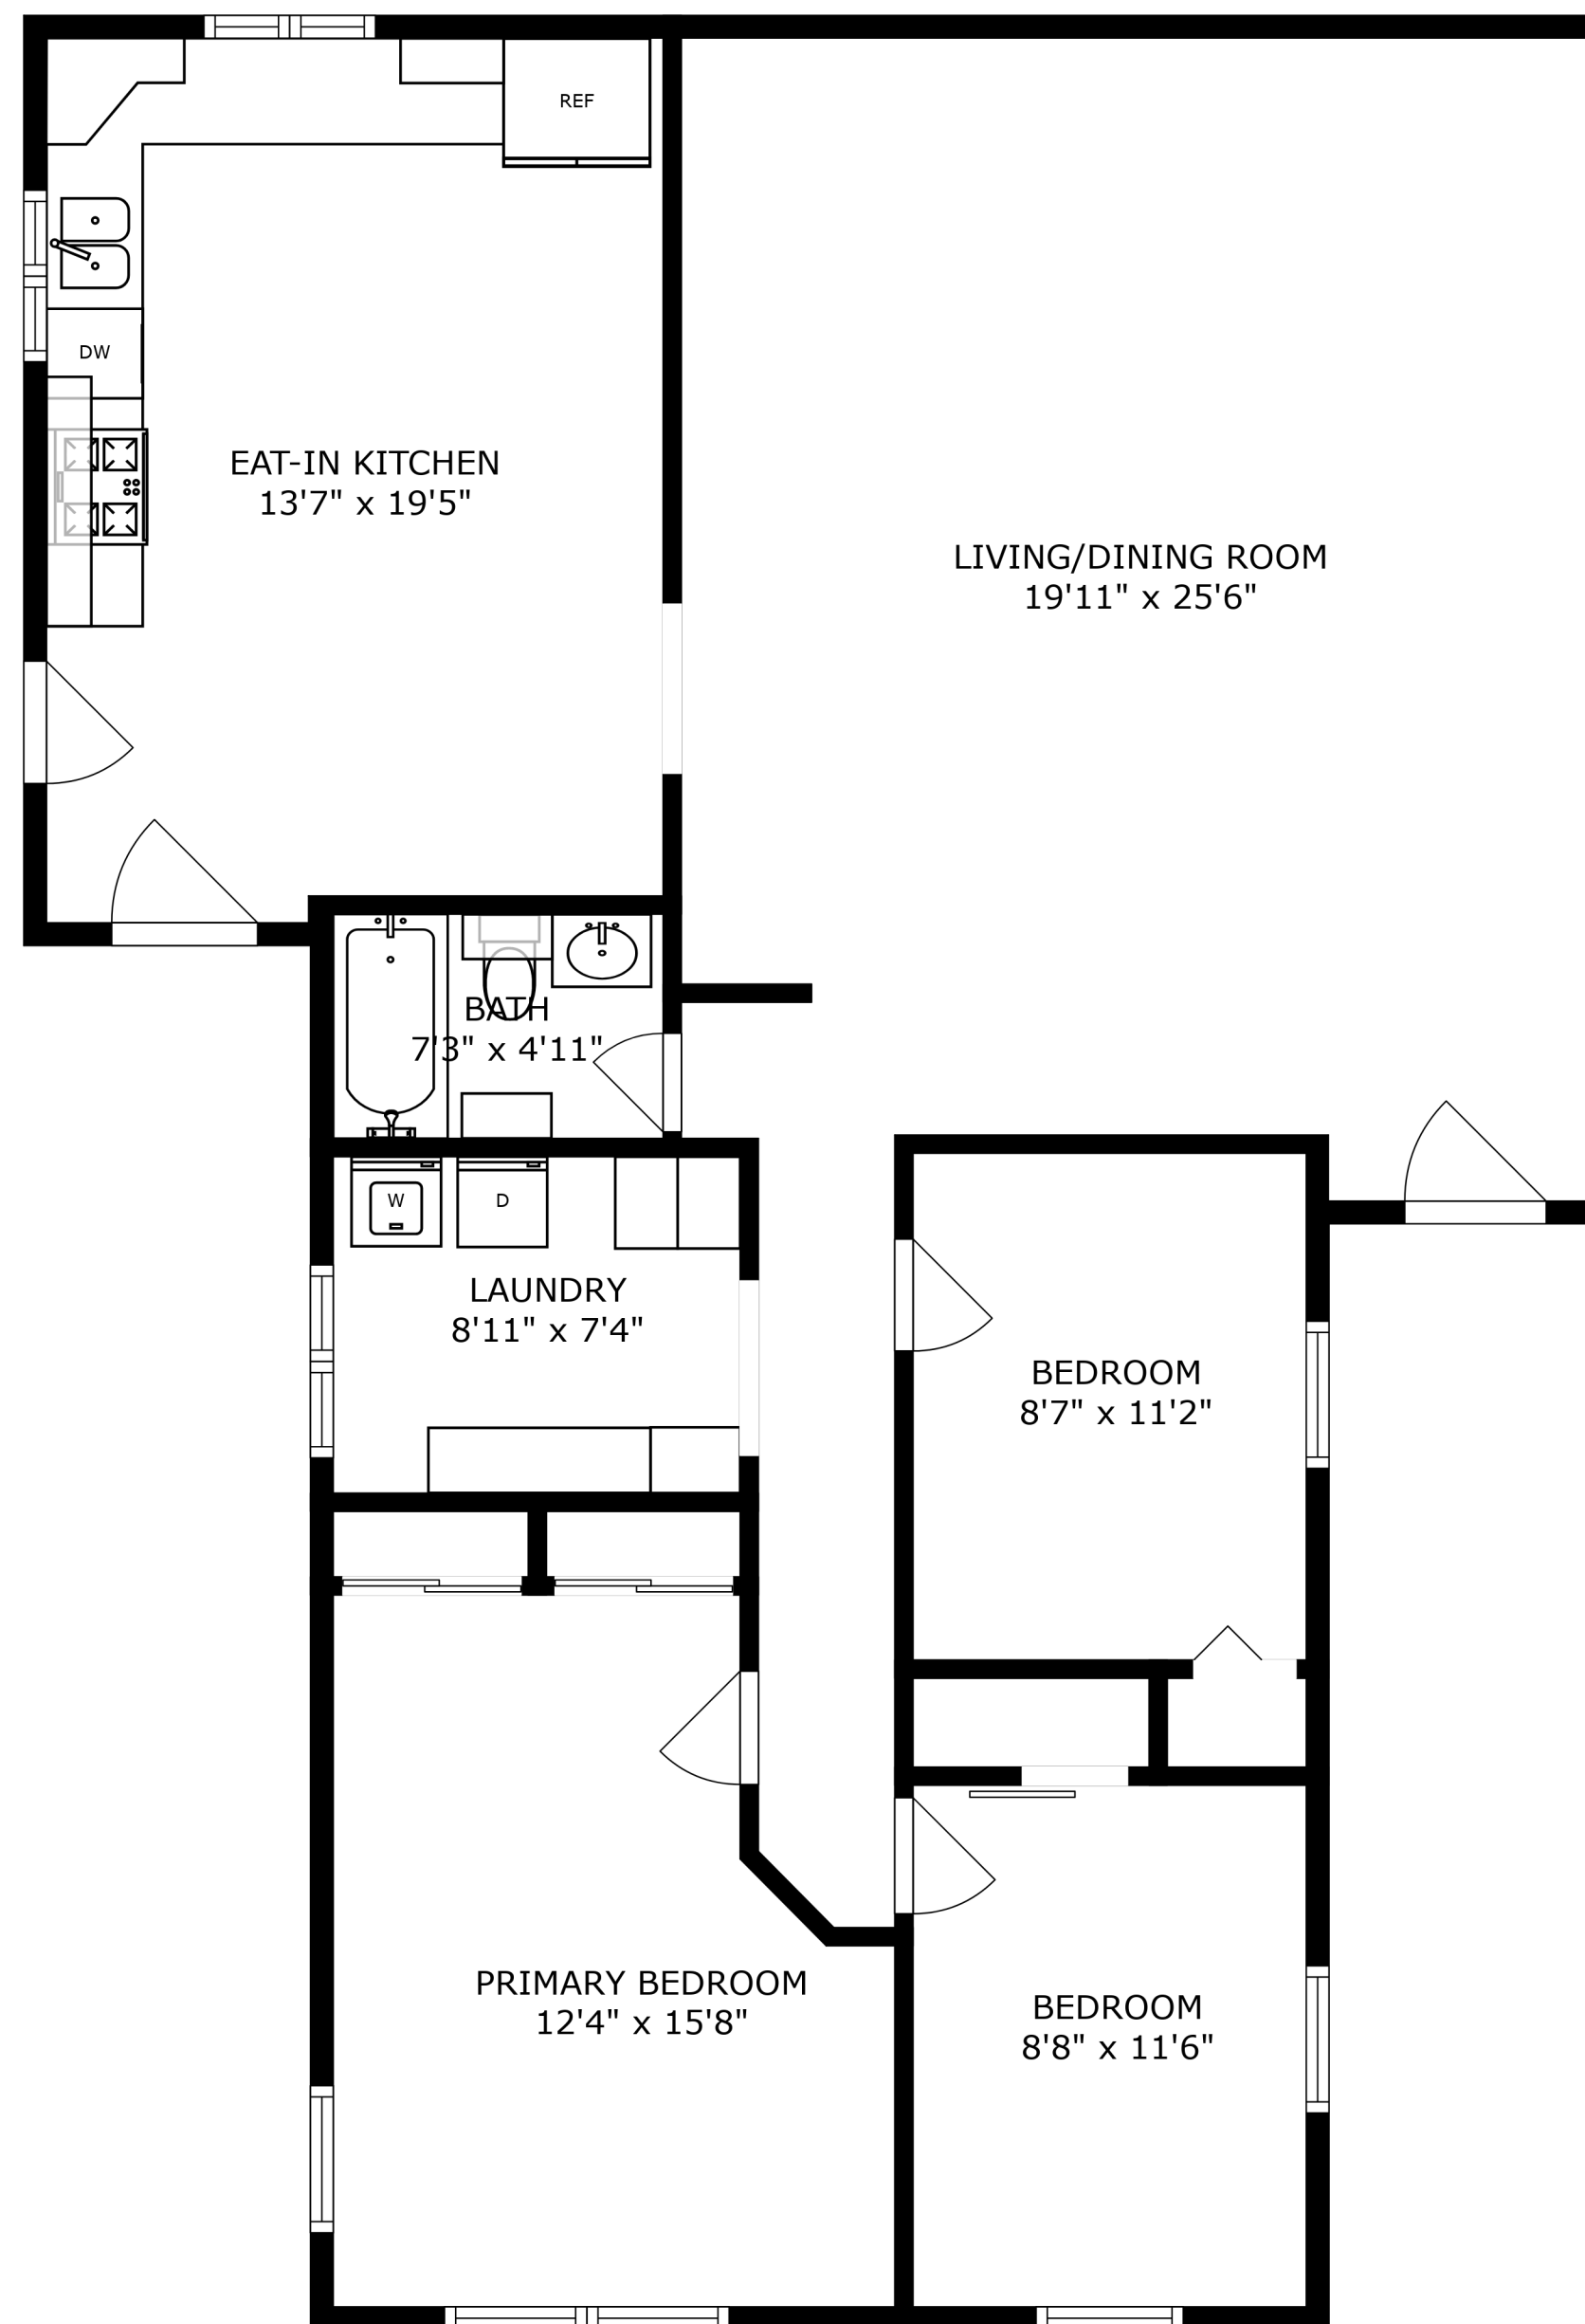 REF
DW
EAT-IN KITCHEN
13'7" x 19'5"
LIVING/DINING ROOM
19'11" x 25'6"
BATH
7'3" x 4'11"
W
D
LAUNDRY
8'11" x 7'4"
BEDROOM
8'7" x 11'2"
PRIMARY BEDROOM
12'4" x 15'8"
BEDROOM
8'8" x 11'6"